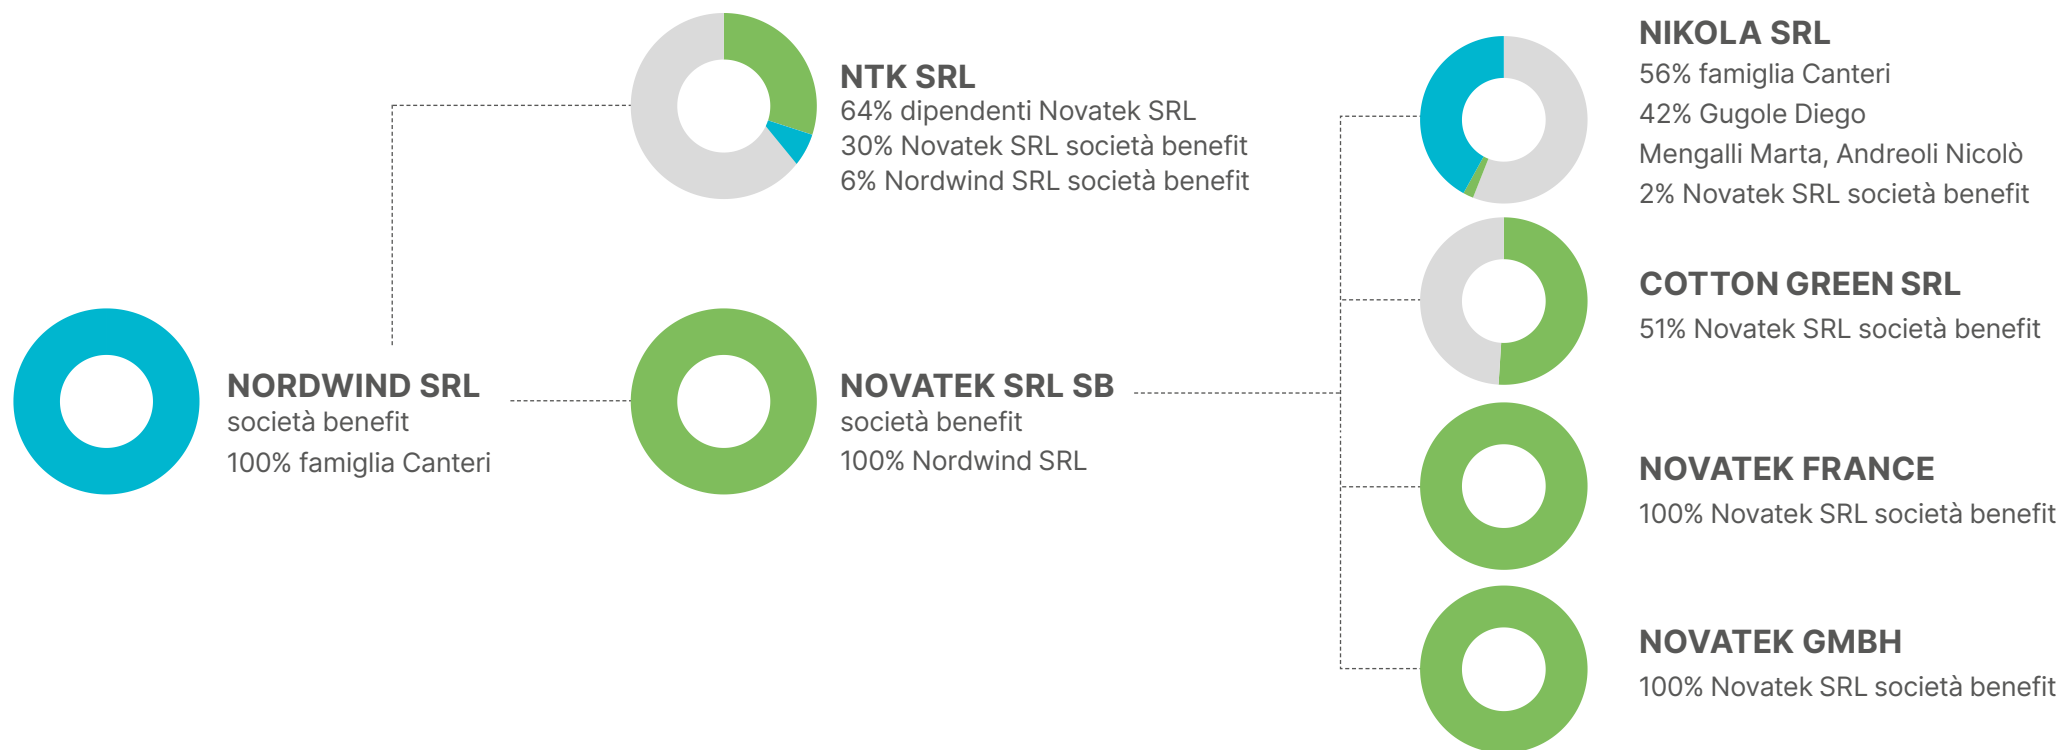 NORDWIND SRL
società benefit
100% famiglia Canteri
NTK SRL
64% dipendenti Novatek SRL
30% Novatek SRL società benefit
6% Nordwind SRL società benefit
NOVATEK SRL SB
società benefit
100% Nordwind SRL
NIKOLA SRL
56% famiglia Canteri
42% Gugole Diego
Mengalli Marta, Andreoli Nicolò
2% Novatek SRL società benefit
COTTON GREEN SRL
51% Novatek SRL società benefit
NOVATEK FRANCE
100% Novatek SRL società benefit
NOVATEK GMBH
100% Novatek SRL società benefit